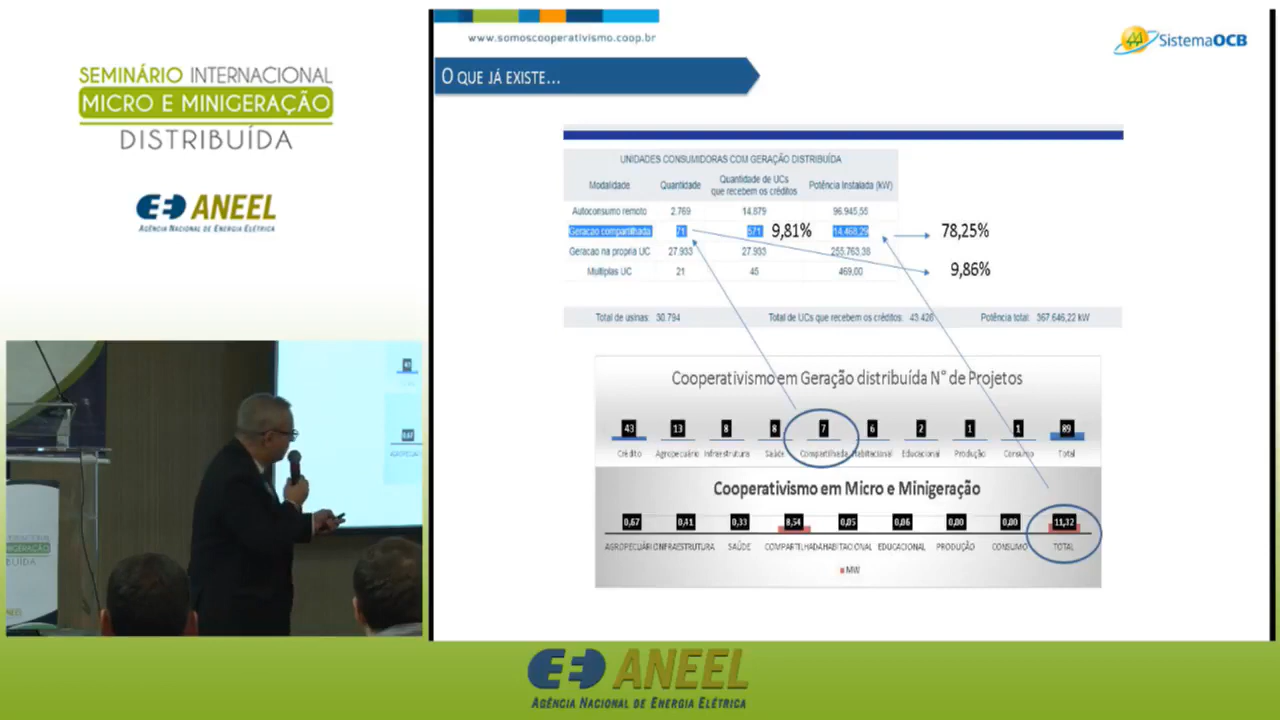 SEMINÁRIO INTERNACIONAL
MICRO E MINIGERAÇÃO
DISTRIBUÍDA
ANEEL
AGÊNCIA NACIONAL DE ENERGIA ELÉTRICA
www.somoscooperativismo.coop.br
SistemaOCB
O QUE JÁ EXISTE...
UNIDADES CONSUMIDORAS COM GERAÇÃO DISTRIBUÍDA
Modalidade Quantidade Quantidade de UCs que recebem os créditos Potência Instalada (kW)
Autoconsumo remoto 2.769 14.879 96.945,55
Geracao compartilhada 71 571 9,81% 14.468,29 78,25%
Geracao na propria UC 27.933 27.933 255.763,38
Multiplas UC 21 45 469,00 9,86%
Total de usinas: 30.794 Total de UCs que recebem os créditos: 43.428 Potência total: 367.646,22 kW
Cooperativismo em Geração distribuída N° de Projetos
43 13 8 8 7 6 2 1 1 89
Crédito Agropecuário Infraestrutura Saúde Compartilhada Habitacional Educacional Produção Consumo Total
Cooperativismo em Micro e Minigeração
0,67 0,41 0,33 8,54 0,05 0,06 0,00 0,00 11,32
AGROPECUÁRIO INFRAESTRUTURA SAÚDE COMPARTILHADA HABITACIONAL EDUCACIONAL PRODUÇÃO CONSUMO TOTAL
MW
ANEEL
AGÊNCIA NACIONAL DE ENERGIA ELÉTRICA